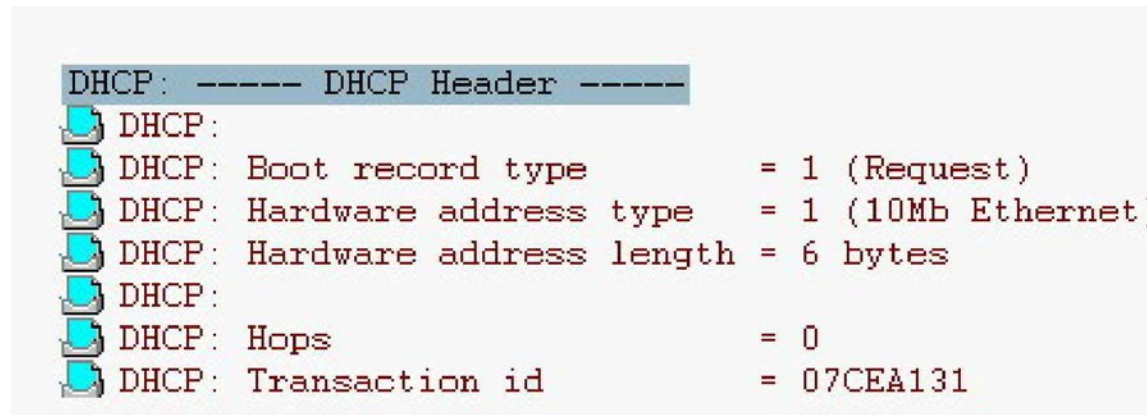 DHCP: ----- DHCP Header -----
DHCP:
DHCP: Boot record type = 1 (Request)
DHCP: Hardware address type = 1 (10Mb Ethernet)
DHCP: Hardware address length = 6 bytes
DHCP:
DHCP: Hops = 0
DHCP: Transaction id = 07CEA131